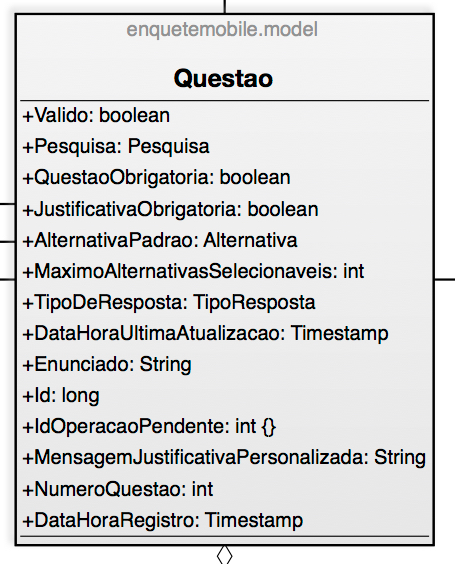 enquetemobile.model
Questao
+Valido: boolean
+Pesquisa: Pesquisa
+QuestaoObrigatoria: boolean
+JustificativaObrigatoria: boolean
+AlternativaPadrao: Alternativa
+MaximoAlternativasSelecionaveis: int
+TipoDeResposta: TipoResposta
+DataHoraUltimaAtualizacao: Timestamp
+Enunciado: String
+Id: long
+IdOperacaoPendente: int {}
+MensagemJustificativaPersonalizada: String
+NumeroQuestao: int
+DataHoraRegistro: Timestamp